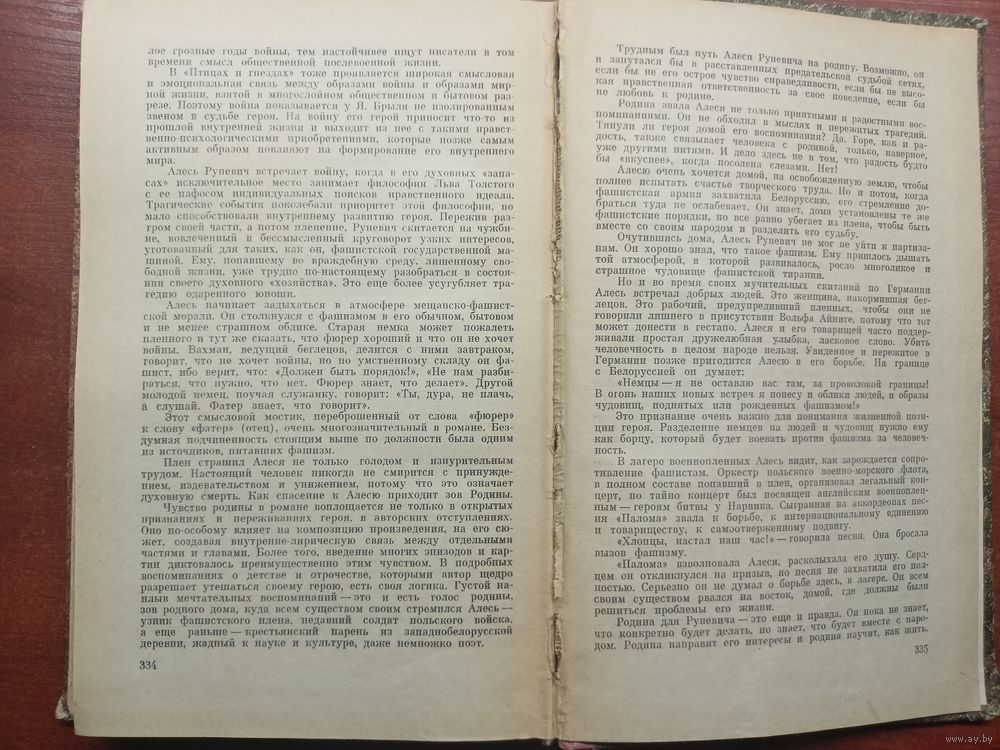 лое грозные годы войны, тем настойчивее ищут писатели в том
времени смысл общественной послевоенной жизни.
В «Птицах и гнездах» тоже проявляется широкая смысловая
и эмоциональная связь между образами войны и образами мир-
ной жизни, взятой в многослойном общественном и бытовом раз-
резе. Поэтому война показывается у Я. Брыля не изолированным
звеном в судьбе героя. На войну его герой приносит что-то из
прошлой внутренней жизни и выходит из нее с такими нравст-
венно-психологическими приобретениями, которые позже самым
активным образом повлияют на формирование его внутреннего
мира.
Алесь Руневич встречает войну, когда в его духовных «запа-
сах» исключительное место занимает философия Льва Толстого
с ее пафосом индивидуальных поисков нравственного идеала.
Трагические события поколебали приоритет этой философии, но
мало способствовали внутреннему развитию героя. Пережив раз-
гром своей части, а потом пленение, Руневич скитается на чужби-
не, вовлеченный в бессмысленный круговорот узких интересов,
уготованный для таких, как он, фашистской государственной ма-
шиной. Ему, попавшему во враждебную среду, лишенному сво-
бодной жизни, уже трудно по-настоящему разобраться в состоя-
нии своего духовного «хозяйства». Это еще более усугубляет тра-
гедию одаренного юноши.
Алесь начинает задыхаться в атмосфере мещанско-фашист-
ской морали. Он столкнулся с фашизмом в его обычном, бытовом
и не менее страшном облике. Старая немка может пожалеть
пленного и тут же сказать, что фюрер хороший и что он не хочет
войны. Вахман, ведущий беглецов, делится с ними завтраком,
говорит, что не хочет войны, но по умственному складу он фа-
шист, ибо верит, что: «Должен быть порядок!», «Не нам разби-
раться, что нужно, что нет. Фюрер знает, что делает». Другой
молодой немец, поучая служанку, говорит: «Ты, дура, не плачь,
а слушай. Фатер знает, что говорит».
Этот смысловой мостик, переброшенный от слова «фюрер»
к слову «фатер» (отец), очень многозначительный в романе. Без-
думная подчиненность стоящим выше по должности была одним
из источников, питавших фашизм.
Плен страшил Алеся не только голодом и изнурительным
трудом. Настоящий человек никогда не смирится с принужде-
нием, издевательством и унижением, потому что это означает
духовную смерть. Как спасение к Алесю приходит зов Родины.
Чувство родины в романе воплощается не только в открытых
признаниях и переживаниях героя, в авторских отступлениях.
Оно по-особому влияет на композицию произведения, на его сю-
жет, создавая внутренне-лирическую связь между отдельными
частями и главами. Более того, введение многих эпизодов и кар-
тин диктовалось преимущественно этим чувством. В подробных
воспоминаниях о детстве и отрочестве, которыми автор щедро
разрешает утешаться своему герою, есть своя логика. Густой на-
плыв мечтательных воспоминаний — это и есть голос родины,
зов родного дома, куда всем существом своим стремился Алесь —
узник фашистского плена, недавний солдат польского войска,
а еще раньше — крестьянский парень из западнобелорусской
деревни, жадный к науке и культуре, даже немножко поэт.
334
Трудным был путь Алеся Руневича на родину. Возможно, он
и запутался бы в расставленных предательской судьбой сетях,
если бы не его острое чувство справедливости, если бы не высо-
кая нравственная ответственность за свое поведение, если бы
не любовь к родине.
Родина звала Алеся не только приятными и радостными вос-
поминаниями. Он не обходил в мыслях и пережитых трагедий.
Тянули ли героя домой его воспоминания? Да. Горе, как и ра-
дость, также связывает человека с родиной, только, наверное,
уже другими нитями. И дело здесь не в том, что радость будто
бы «вкуснее», когда посолена слезами. Нет!
Алесю очень хочется домой, на освобожденную землю, чтобы
полнее испытать счастье творческого труда. Но и потом, когда
фашистская армия захватила Белоруссию, его стремление до-
браться туда не ослабевает. Он знает, дома установлены те же
фашистские порядки, но все равно убегает из плена, чтобы быть
вместе со своим народом и разделить его судьбу.
Очутившись дома, Алесь Руневич не мог не уйти к партиза-
нам. Он хорошо знал, что такое фашизм. Ему пришлось дышать
той атмосферой, в которой развивалось, росло многоликое и
страшное чудовище фашистской тирании.
Но и во время своих мучительных скитаний по Германии
Алесь встречал добрых людей. Это женщина, накормившая бег-
лецов. Это рабочий, предупредивший пленных, чтобы они не
говорили лишнего в присутствии Вольфа Айниге, потому что тот
может донести в гестапо. Алеся и его товарищей часто поддер-
живали простая дружелюбная улыбка, ласковое слово. Убить
человечность в целом народе нельзя. Увиденное и пережитое в
Германии позже пригодится Алесю в его борьбе. На границе
с Белоруссией он думает:
«Немцы — я не оставлю вас там, за проволокой границы!
В огонь наших новых встреч я понесу и облики людей, и образы
чудовищ, поднятых или рожденных фашизмом!»
Это признание очень важно для понимания жизненной пози-
ции героя. Разделение немцев на людей и чудовищ нужно ему
как борцу, который будет воевать против фашизма за человеч-
ность.
В лагере военнопленных Алесь видит, как зарождается сопро-
тивление фашистам. Оркестр польского военно-морского флота,
в полном составе попавший в плен, организовал легальный кон-
церт, но тайно концерт был посвящен английским военноплен-
ным — героям битвы у Нарвика. Сыгранная на аккордеонах пес-
ня «Палома» звала к борьбе, к интернациональному единению
и товариществу, к самоотверженному подвигу.
«Хлопцы, настал наш час!» — говорила песня. Она бросала
вызов фашизму.
«Палома» взволновала Алеся, расколыхала его душу. Серд-
цем он откликнулся на призыв, но песня не захватила его пол-
ностью. Серьезно он не думал о борьбе здесь, в лагере. Он всем
своим существом рвался на восток, домой, где должны были
решиться проблемы его жизни.
Родина для Руневича — это еще и правда. Он пока не знает,
что конкретно будет делать, но знает, что будет вместе с наро-
дом. Родина направит его интересы и родина научит, как жить.
335
www.ay.by